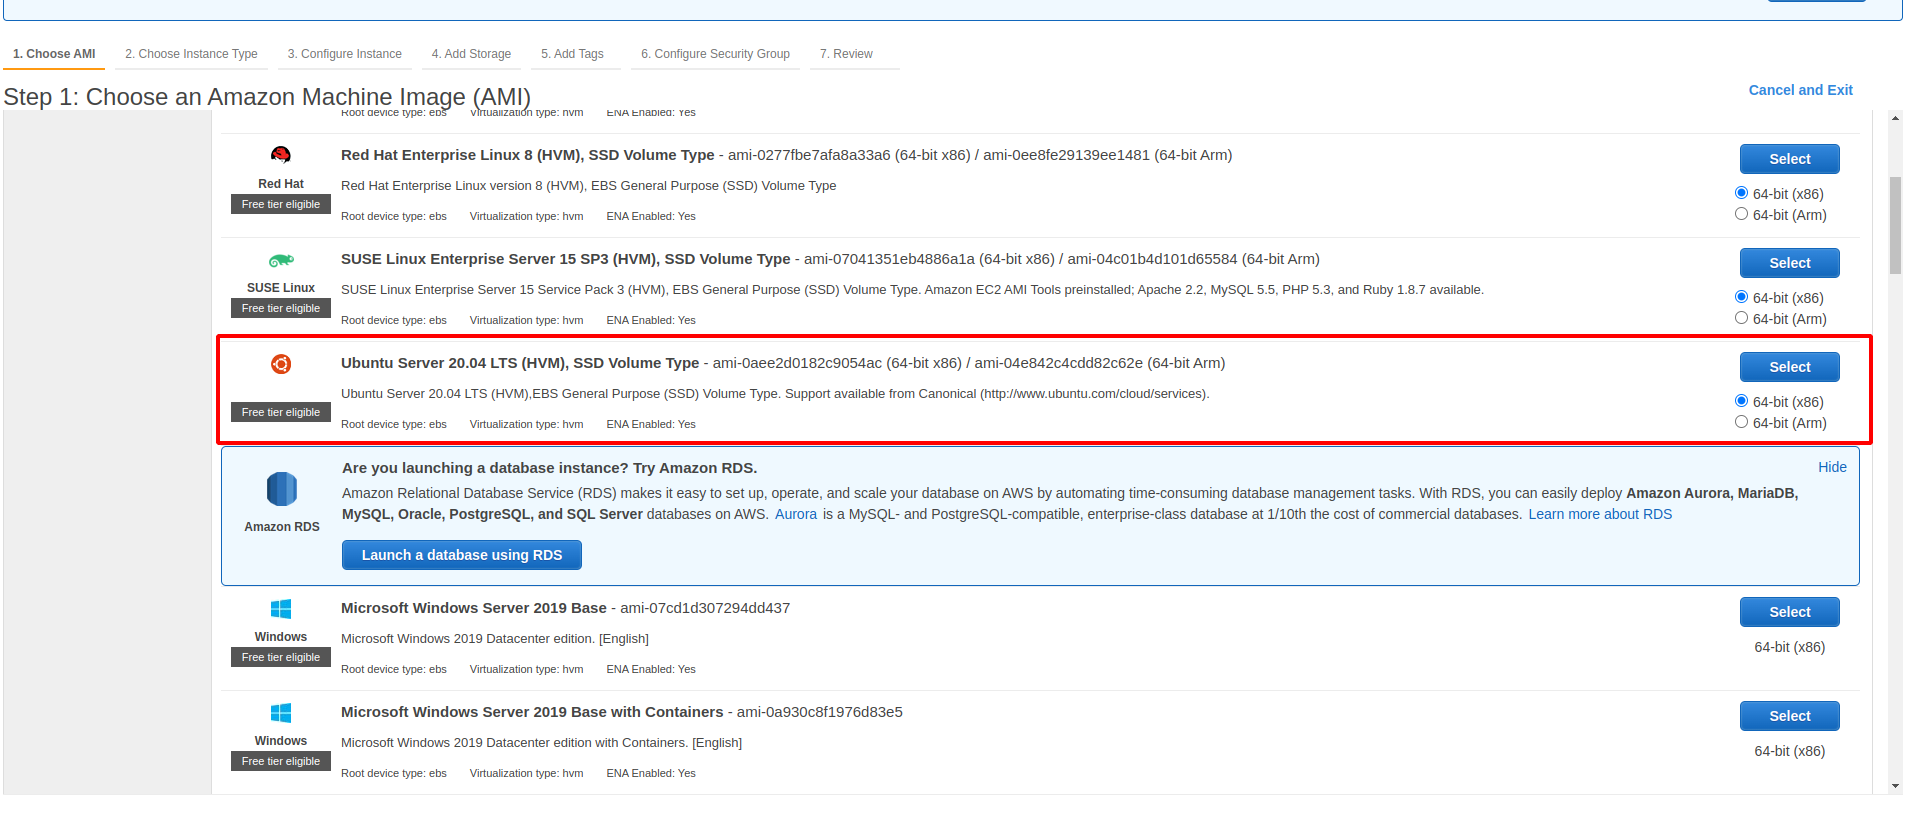 1. Choose AMI 2. Choose Instance Type 3. Configure Instance 4. Add Storage 5. Add Tags 6. Configure Security Group 7. Review
Step 1: Choose an Amazon Machine Image (AMI)
Cancel and Exit
Root device type: ebs Virtualization type: hvm ENA Enabled: Yes
Red Hat
Free tier eligible
Red Hat Enterprise Linux 8 (HVM), SSD Volume Type - ami-0277fbe7afa8a33a6 (64-bit x86) / ami-0ee8fe29139ee1481 (64-bit Arm)
Red Hat Enterprise Linux version 8 (HVM), EBS General Purpose (SSD) Volume Type
Root device type: ebs Virtualization type: hvm ENA Enabled: Yes
Select
64-bit (x86)
64-bit (Arm)
SUSE Linux
Free tier eligible
SUSE Linux Enterprise Server 15 SP3 (HVM), SSD Volume Type - ami-07041351eb4886a1a (64-bit x86) / ami-04c01b4d101d65584 (64-bit Arm)
SUSE Linux Enterprise Server 15 Service Pack 3 (HVM), EBS General Purpose (SSD) Volume Type. Amazon EC2 AMI Tools preinstalled; Apache 2.2, MySQL 5.5, PHP 5.3, and Ruby 1.8.7 available.
Root device type: ebs Virtualization type: hvm ENA Enabled: Yes
Select
64-bit (x86)
64-bit (Arm)
Free tier eligible
Ubuntu Server 20.04 LTS (HVM), SSD Volume Type - ami-0aee2d0182c9054ac (64-bit x86) / ami-04e842c4cdd82c62e (64-bit Arm)
Ubuntu Server 20.04 LTS (HVM),EBS General Purpose (SSD) Volume Type. Support available from Canonical (http://www.ubuntu.com/cloud/services).
Root device type: ebs Virtualization type: hvm ENA Enabled: Yes
Select
64-bit (x86)
64-bit (Arm)
Amazon RDS
Are you launching a database instance? Try Amazon RDS.
Hide
Amazon Relational Database Service (RDS) makes it easy to set up, operate, and scale your database on AWS by automating time-consuming database management tasks. With RDS, you can easily deploy Amazon Aurora, MariaDB,
MySQL, Oracle, PostgreSQL, and SQL Server databases on AWS. Aurora is a MySQL- and PostgreSQL-compatible, enterprise-class database at 1/10th the cost of commercial databases. Learn more about RDS
Launch a database using RDS
Windows
Free tier eligible
Microsoft Windows Server 2019 Base - ami-07cd1d307294dd437
Microsoft Windows 2019 Datacenter edition. [English]
Root device type: ebs Virtualization type: hvm ENA Enabled: Yes
Select
64-bit (x86)
Windows
Free tier eligible
Microsoft Windows Server 2019 Base with Containers - ami-0a930c8f1976d83e5
Microsoft Windows 2019 Datacenter edition with Containers. [English]
Root device type: ebs Virtualization type: hvm ENA Enabled: Yes
Select
64-bit (x86)